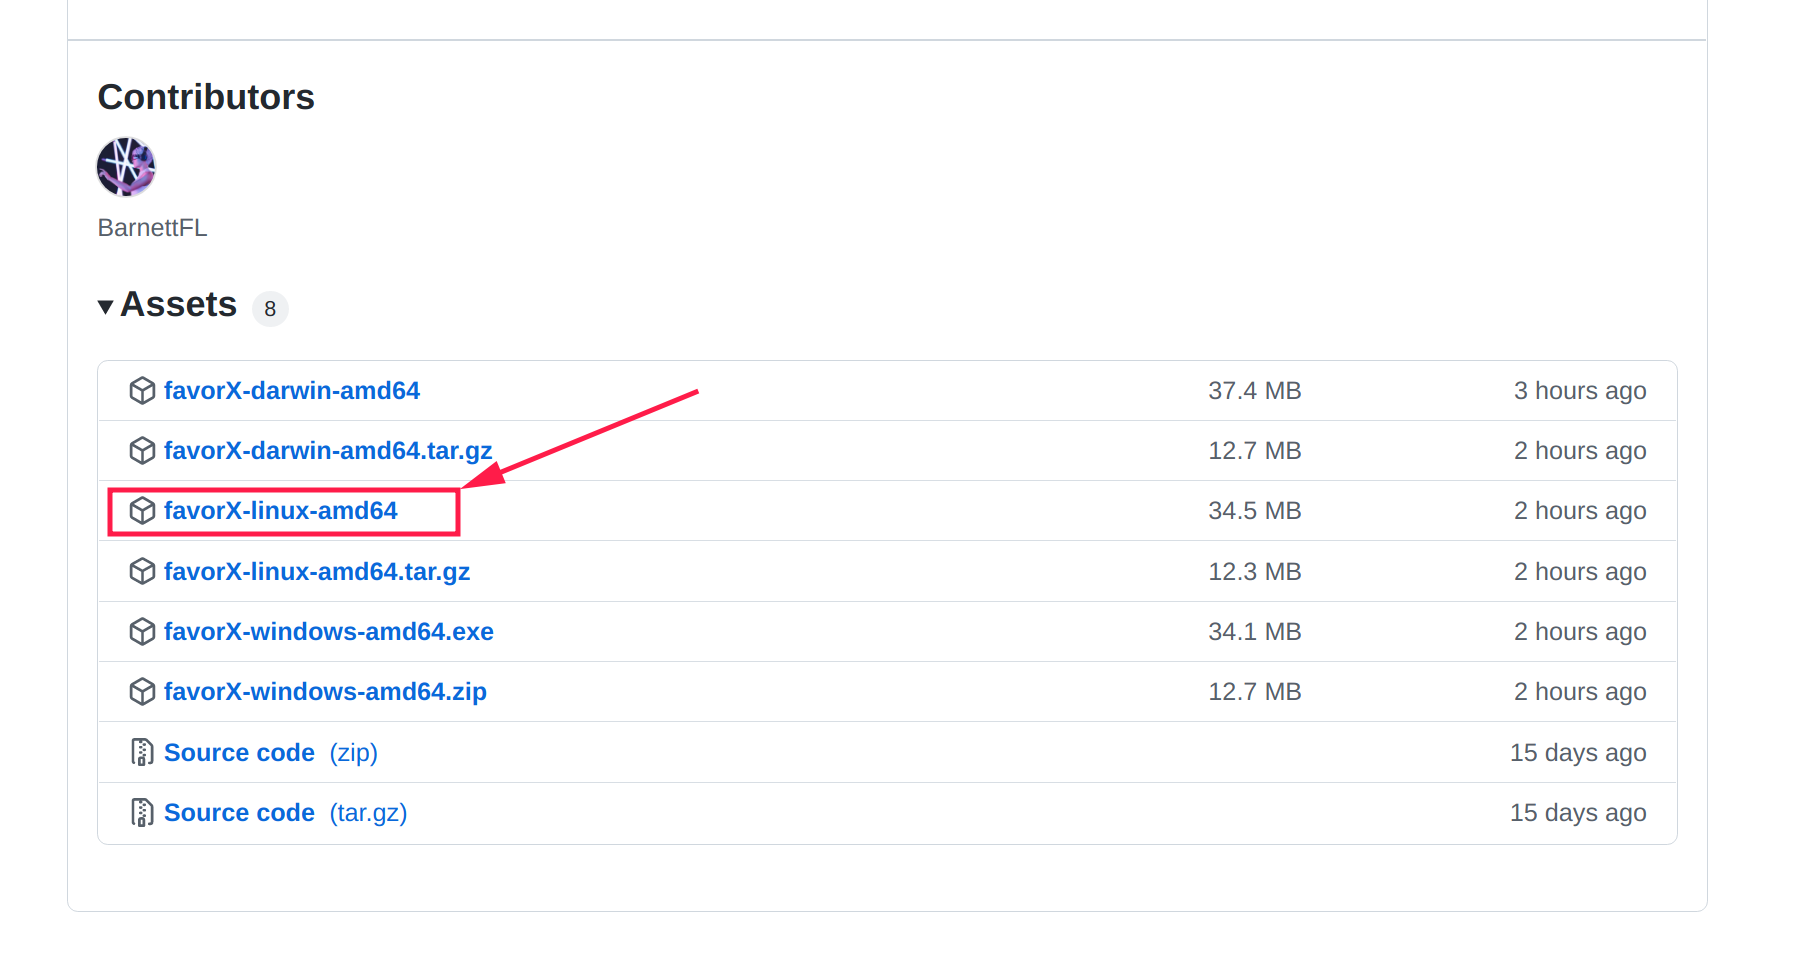 Contributors
BarnettFL
Assets 8
favorX-darwin-amd64 37.4 MB 3 hours ago
favorX-darwin-amd64.tar.gz 12.7 MB 2 hours ago
favorX-linux-amd64 34.5 MB 2 hours ago
favorX-linux-amd64.tar.gz 12.3 MB 2 hours ago
favorX-windows-amd64.exe 34.1 MB 2 hours ago
favorX-windows-amd64.zip 12.7 MB 2 hours ago
Source code (zip) 15 days ago
Source code (tar.gz) 15 days ago